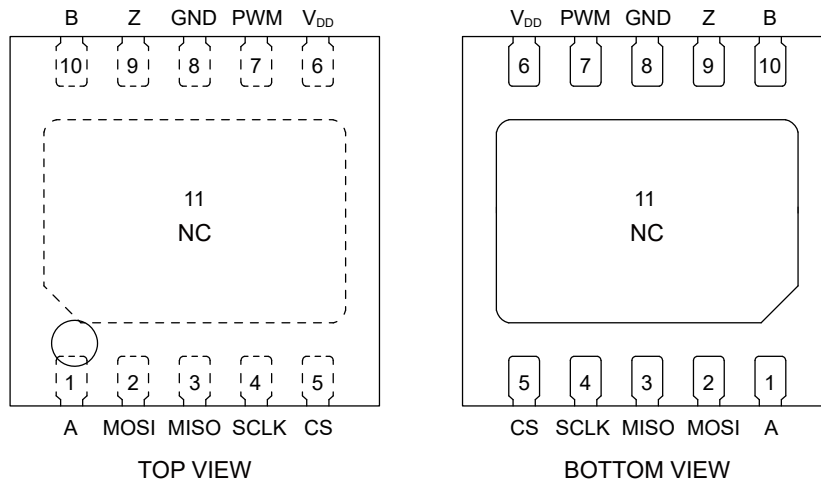 B Z GND PWM VDD
10 9 8 7 6
11
NC
1 2 3 4 5
A MOSI MISO SCLK CS
TOP VIEW
VDD PWM GND Z B
6 7 8 9 10
11
NC
5 4 3 2 1
CS SCLK MISO MOSI A
BOTTOM VIEW